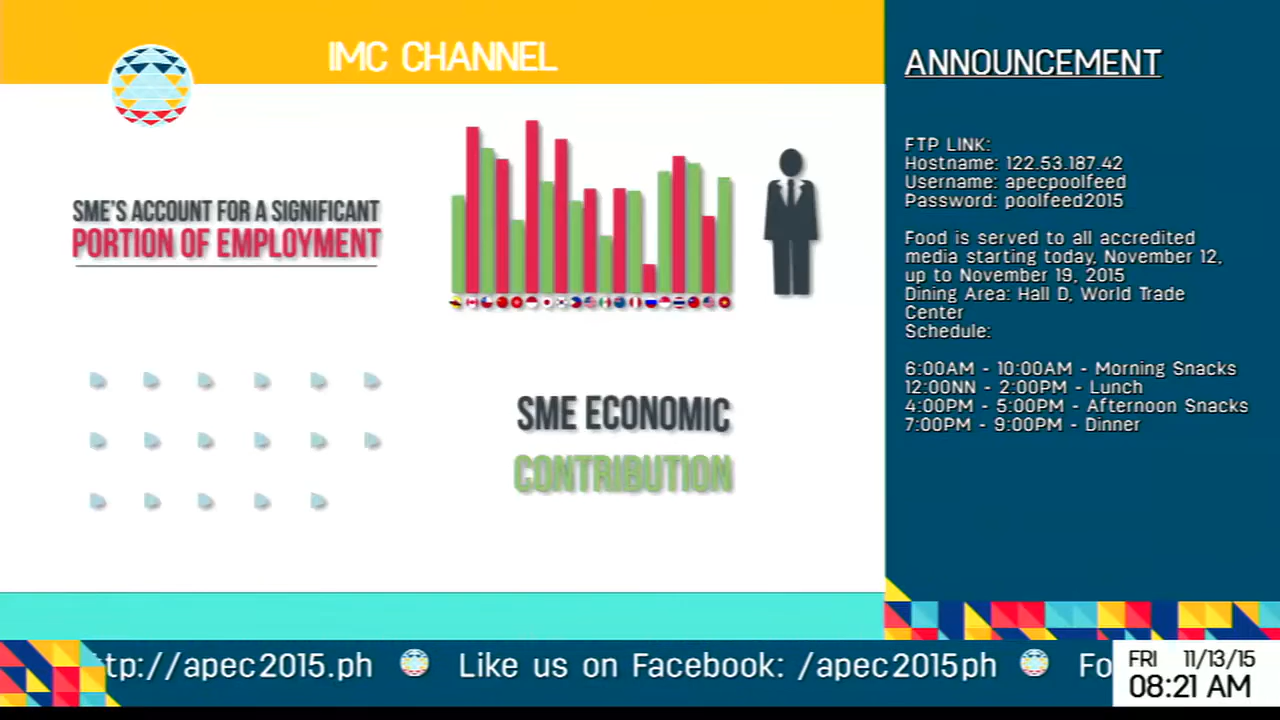 IMC CHANNEL
SME'S ACCOUNT FOR A SIGNIFICANT
PORTION OF EMPLOYMENT
SME ECONOMIC
CONTRIBUTION
ANNOUNCEMENT
FTP LINK:
Hostname: 122.53.187.42
Username: apecpoolfeed
Password: poolfeed2015
Food is served to all accredited
media starting today, November 12,
up to November 19, 2015
Dining Area: Hall D, World Trade
Center
Schedule:
6:00AM - 10:00AM - Morning Snacks
12:00NN - 2:00PM - Lunch
4:00PM - 5:00PM - Afternoon Snacks
7:00PM - 9:00PM - Dinner
ttp://apec2015.ph Like us on Facebook: /apec2015ph Fo
FRI 11/13/15
08:21 AM